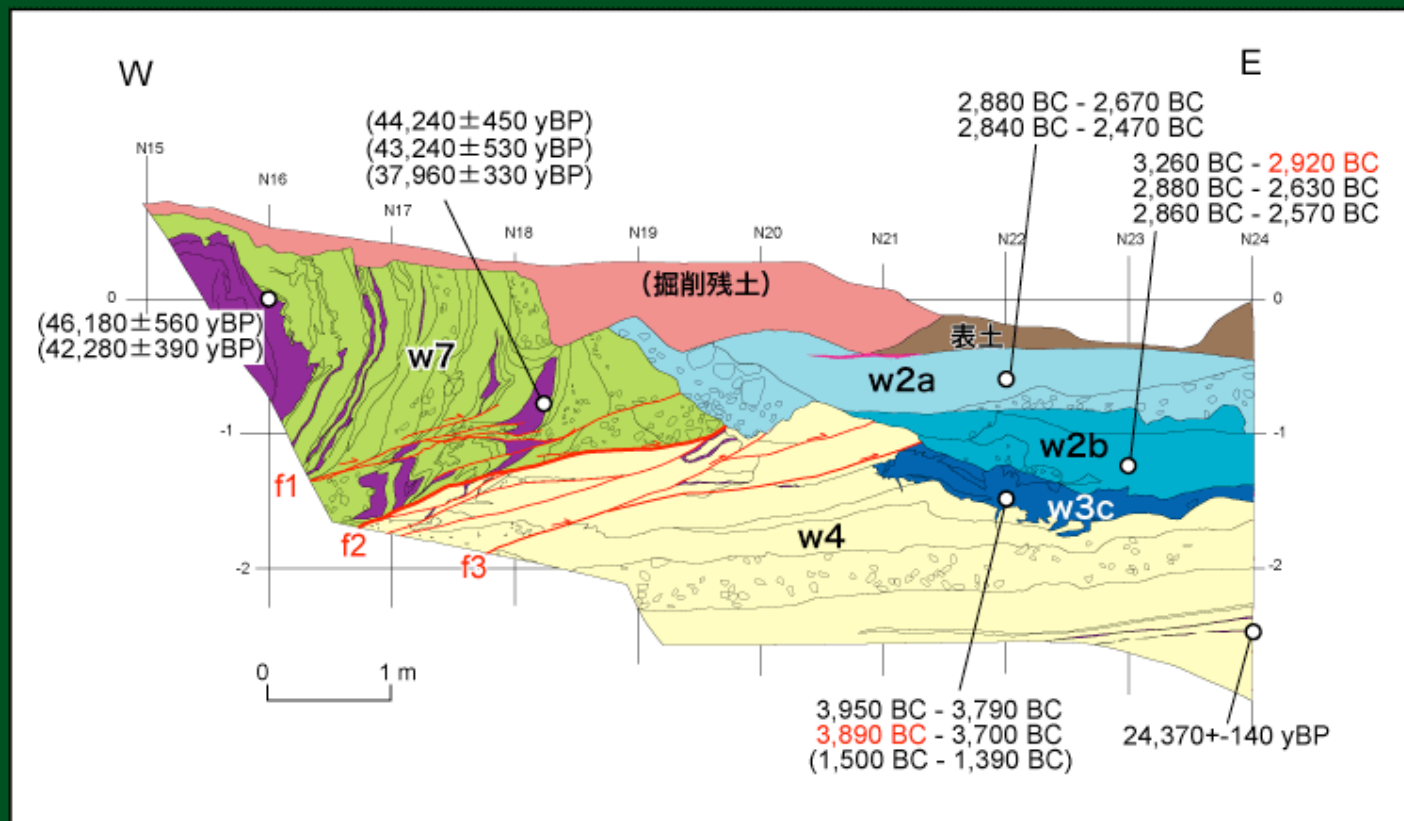 W
E
2,880 BC - 2,670 BC
2,840 BC - 2,470 BC
(44,240±450 yBP)
(43,240±530 yBP)
(37,960±330 yBP)
3,260 BC - 2,920 BC
2,880 BC - 2,630 BC
2,860 BC - 2,570 BC
N15
N16
N17
N18
N19
N20
N21
N22
N23
N24
(掘削残土)
0
0
(46,180±560 yBP)
(42,280±390 yBP)
表土
w7
w2a
-1
-1
w2b
f1
w3c
f2
w4
f3
-2
-2
0
1 m
3,950 BC - 3,790 BC
3,890 BC - 3,700 BC
(1,500 BC - 1,390 BC)
24,370+-140 yBP